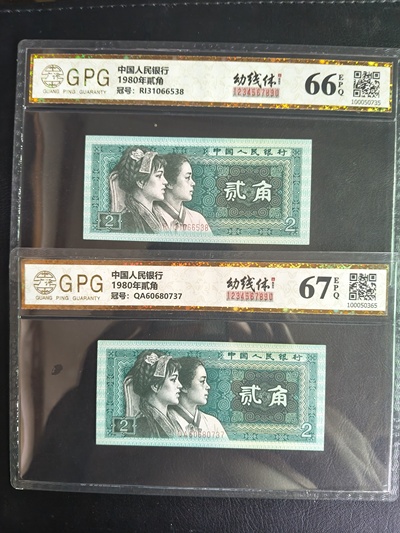 GPG
GUANG PING GUARANTY
中国人民银行
1980年贰角
冠号: RI31066538
幼线体
1234567890
66 EPQ
100050735
中国人民银行
贰角
2
2
GPG
GUANG PING GUARANTY
中国人民银行
1980年贰角
冠号: QA60680737
幼线体
1234567890
67 EPQ
100050365
中国人民银行
贰角
2
2